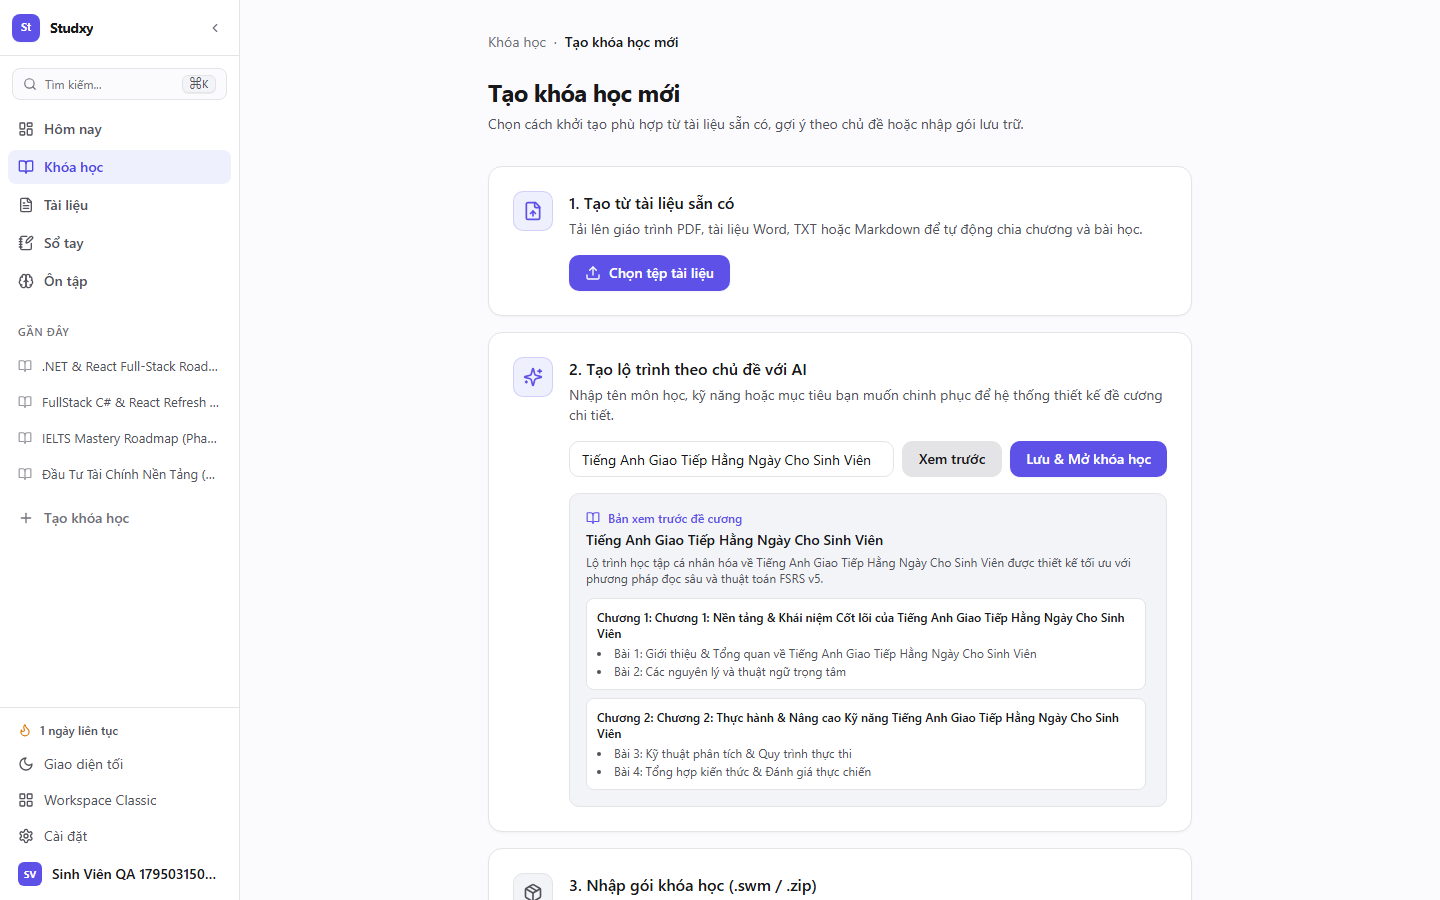 St Studxy
Tìm kiếm... ⌘K
Hôm nay
Khóa học
Tài liệu
Sổ tay
Ôn tập
GẦN ĐÂY
.NET & React Full-Stack Road...
FullStack C# & React Refresh ...
IELTS Mastery Roadmap (Pha...
Đầu Tư Tài Chính Nền Tảng (...
Tạo khóa học
1 ngày liên tục
Giao diện tối
Workspace Classic
Cài đặt
SV Sinh Viên QA 179503150...
Khóa học · Tạo khóa học mới
Tạo khóa học mới
Chọn cách khởi tạo phù hợp từ tài liệu sẵn có, gợi ý theo chủ đề hoặc nhập gói lưu trữ.
1. Tạo từ tài liệu sẵn có
Tải lên giáo trình PDF, tài liệu Word, TXT hoặc Markdown để tự động chia chương và bài học.
Chọn tệp tài liệu
2. Tạo lộ trình theo chủ đề với AI
Nhập tên môn học, kỹ năng hoặc mục tiêu bạn muốn chinh phục để hệ thống thiết kế đề cương
chi tiết.
Tiếng Anh Giao Tiếp Hằng Ngày Cho Sinh Viên Xem trước Lưu & Mở khóa học
Bản xem trước đề cương
Tiếng Anh Giao Tiếp Hằng Ngày Cho Sinh Viên
Lộ trình học tập cá nhân hóa về Tiếng Anh Giao Tiếp Hằng Ngày Cho Sinh Viên được thiết kế tối ưu với
phương pháp đọc sâu và thuật toán FSRS v5.
Chương 1: Chương 1: Nền tảng & Khái niệm Cốt lõi của Tiếng Anh Giao Tiếp Hằng Ngày Cho Sinh
Viên
• Bài 1: Giới thiệu & Tổng quan về Tiếng Anh Giao Tiếp Hằng Ngày Cho Sinh Viên
• Bài 2: Các nguyên lý và thuật ngữ trọng tâm
Chương 2: Chương 2: Thực hành & Nâng cao Kỹ năng Tiếng Anh Giao Tiếp Hằng Ngày Cho Sinh
Viên
• Bài 3: Kỹ thuật phân tích & Quy trình thực thi
• Bài 4: Tổng hợp kiến thức & Đánh giá thực chiến
3. Nhập gói khóa học (.swm / .zip)